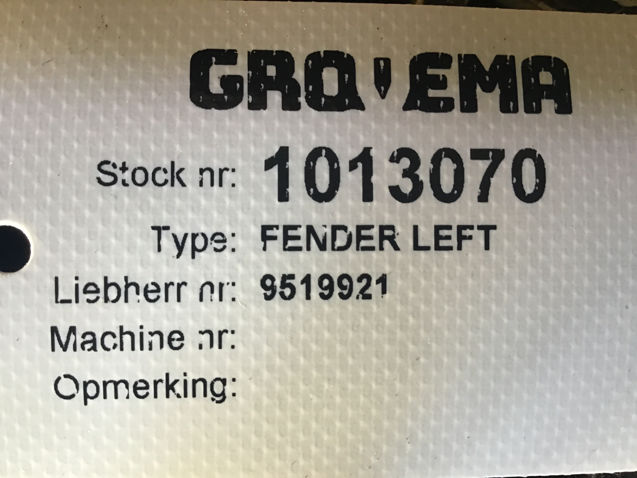 GRO EMA
Stock nr: 1013070
Type: FENDER LEFT
Liebherr nr: 9519921
Machine nr:
Opmerking: